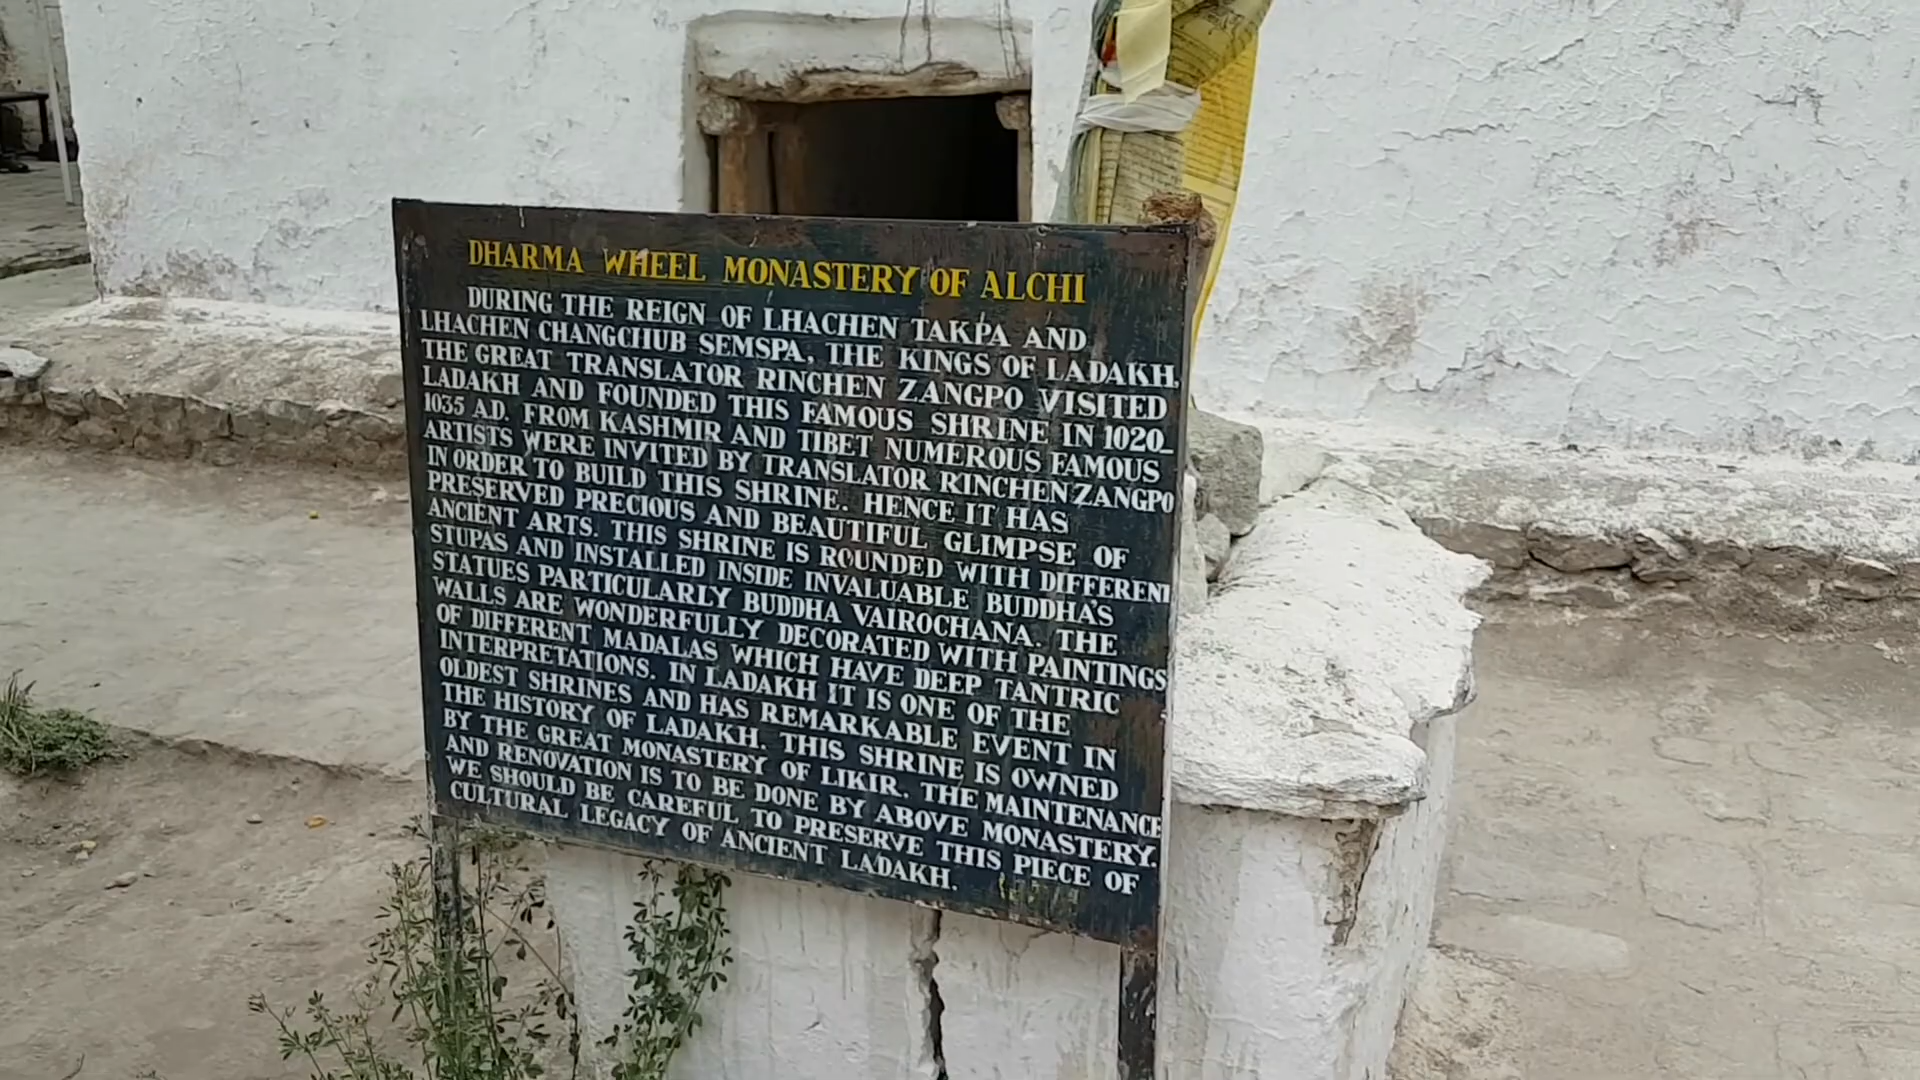 DHARMA WHEEL MONASTERY OF ALCHI
DURING THE REIGN OF LHACHEN TAKPA AND
LHACHEN CHANGCHUB SEMSPA, THE KINGS OF LADAKH,
THE GREAT TRANSLATOR RINCHEN ZANGPO VISITED
LADAKH AND FOUNDED THIS FAMOUS SHRINE IN 1020_
1035 A.D. FROM KASHMIR AND TIBET NUMEROUS FAMOUS
ARTISTS WERE INVITED BY TRANSLATOR RINCHEN ZANGPO
IN ORDER TO BUILD THIS SHRINE. HENCE IT HAS
PRESERVED PRECIOUS AND BEAUTIFUL GLIMPSE OF
ANCIENT ARTS. THIS SHRINE IS ROUNDED WITH DIFFERENT
STUPAS AND INSTALLED INSIDE INVALUABLE BUDDHA'S
STATUES PARTICULARLY BUDDHA VAIROCHANA. THE
WALLS ARE WONDERFULLY DECORATED WITH PAINTINGS
OF DIFFERENT MADALAS WHICH HAVE DEEP TANTRIC
INTERPRETATIONS. IN LADAKH IT IS ONE OF THE
OLDEST SHRINES AND HAS REMARKABLE EVENT IN
THE HISTORY OF LADAKH. THIS SHRINE IS OWNED
BY THE GREAT MONASTERY OF LIKIR. THE MAINTENANCE
AND RENOVATION IS TO BE DONE BY ABOVE MONASTERY.
WE SHOULD BE CAREFUL TO PRESERVE THIS PIECE OF
CULTURAL LEGACY OF ANCIENT LADAKH.